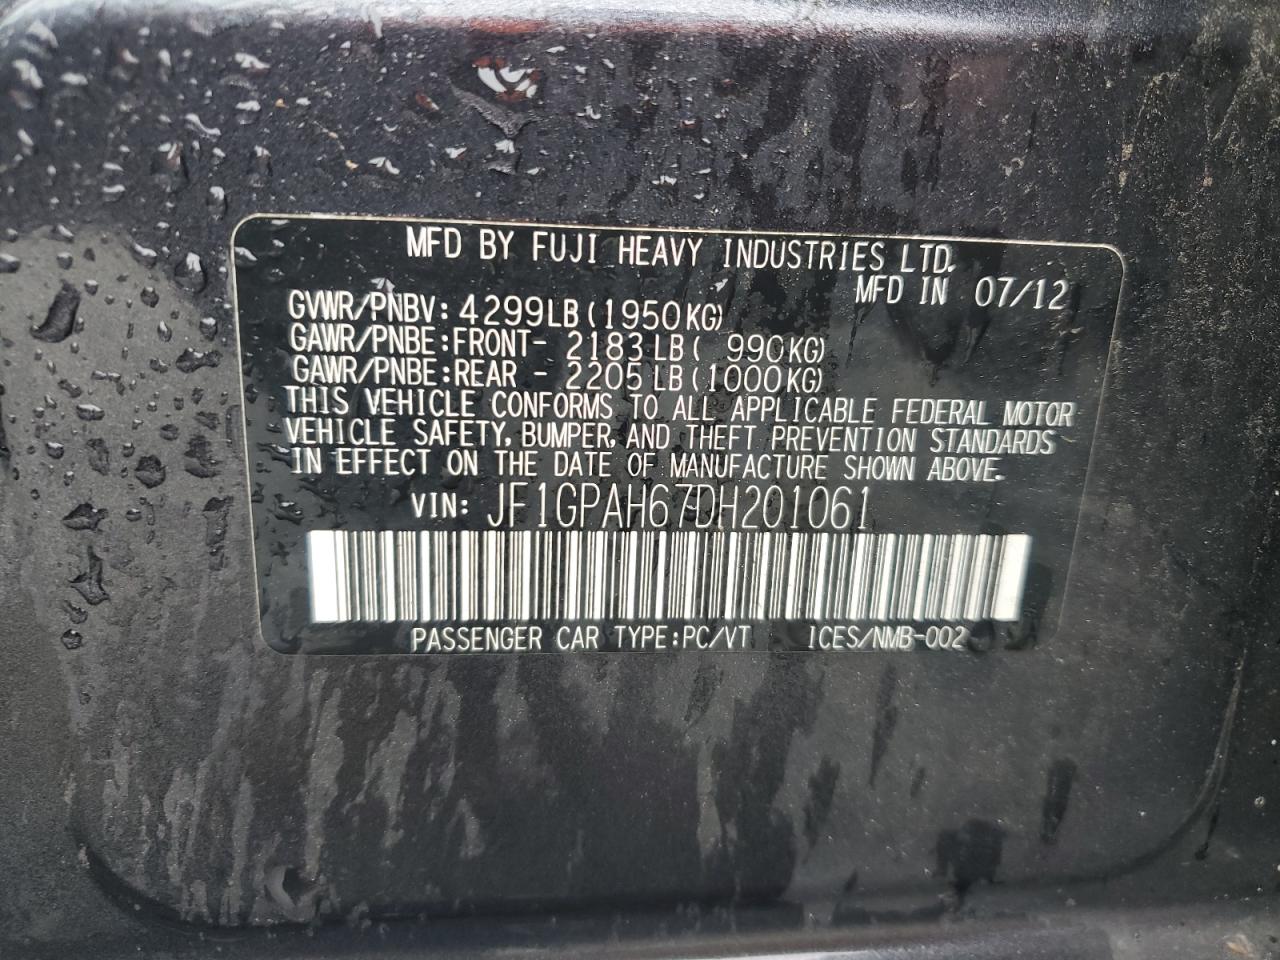 MFD BY FUJI HEAVY INDUSTRIES LTD.
MFD IN 07/12
GVWR/PNBV: 4299LB(1950KG)
GAWR/PNBE:FRONT- 2183LB( 990KG)
GAWR/PNBE:REAR - 2205LB(1000KG)
THIS VEHICLE CONFORMS TO ALL APPLICABLE FEDERAL MOTOR
VEHICLE SAFETY, BUMPER, AND THEFT PREVENTION STANDARDS
IN EFFECT ON THE DATE OF MANUFACTURE SHOWN ABOVE.
VIN: JF1GPAH67DH201061
PASSENGER CAR TYPE:PC/VT ICES/NMB-002